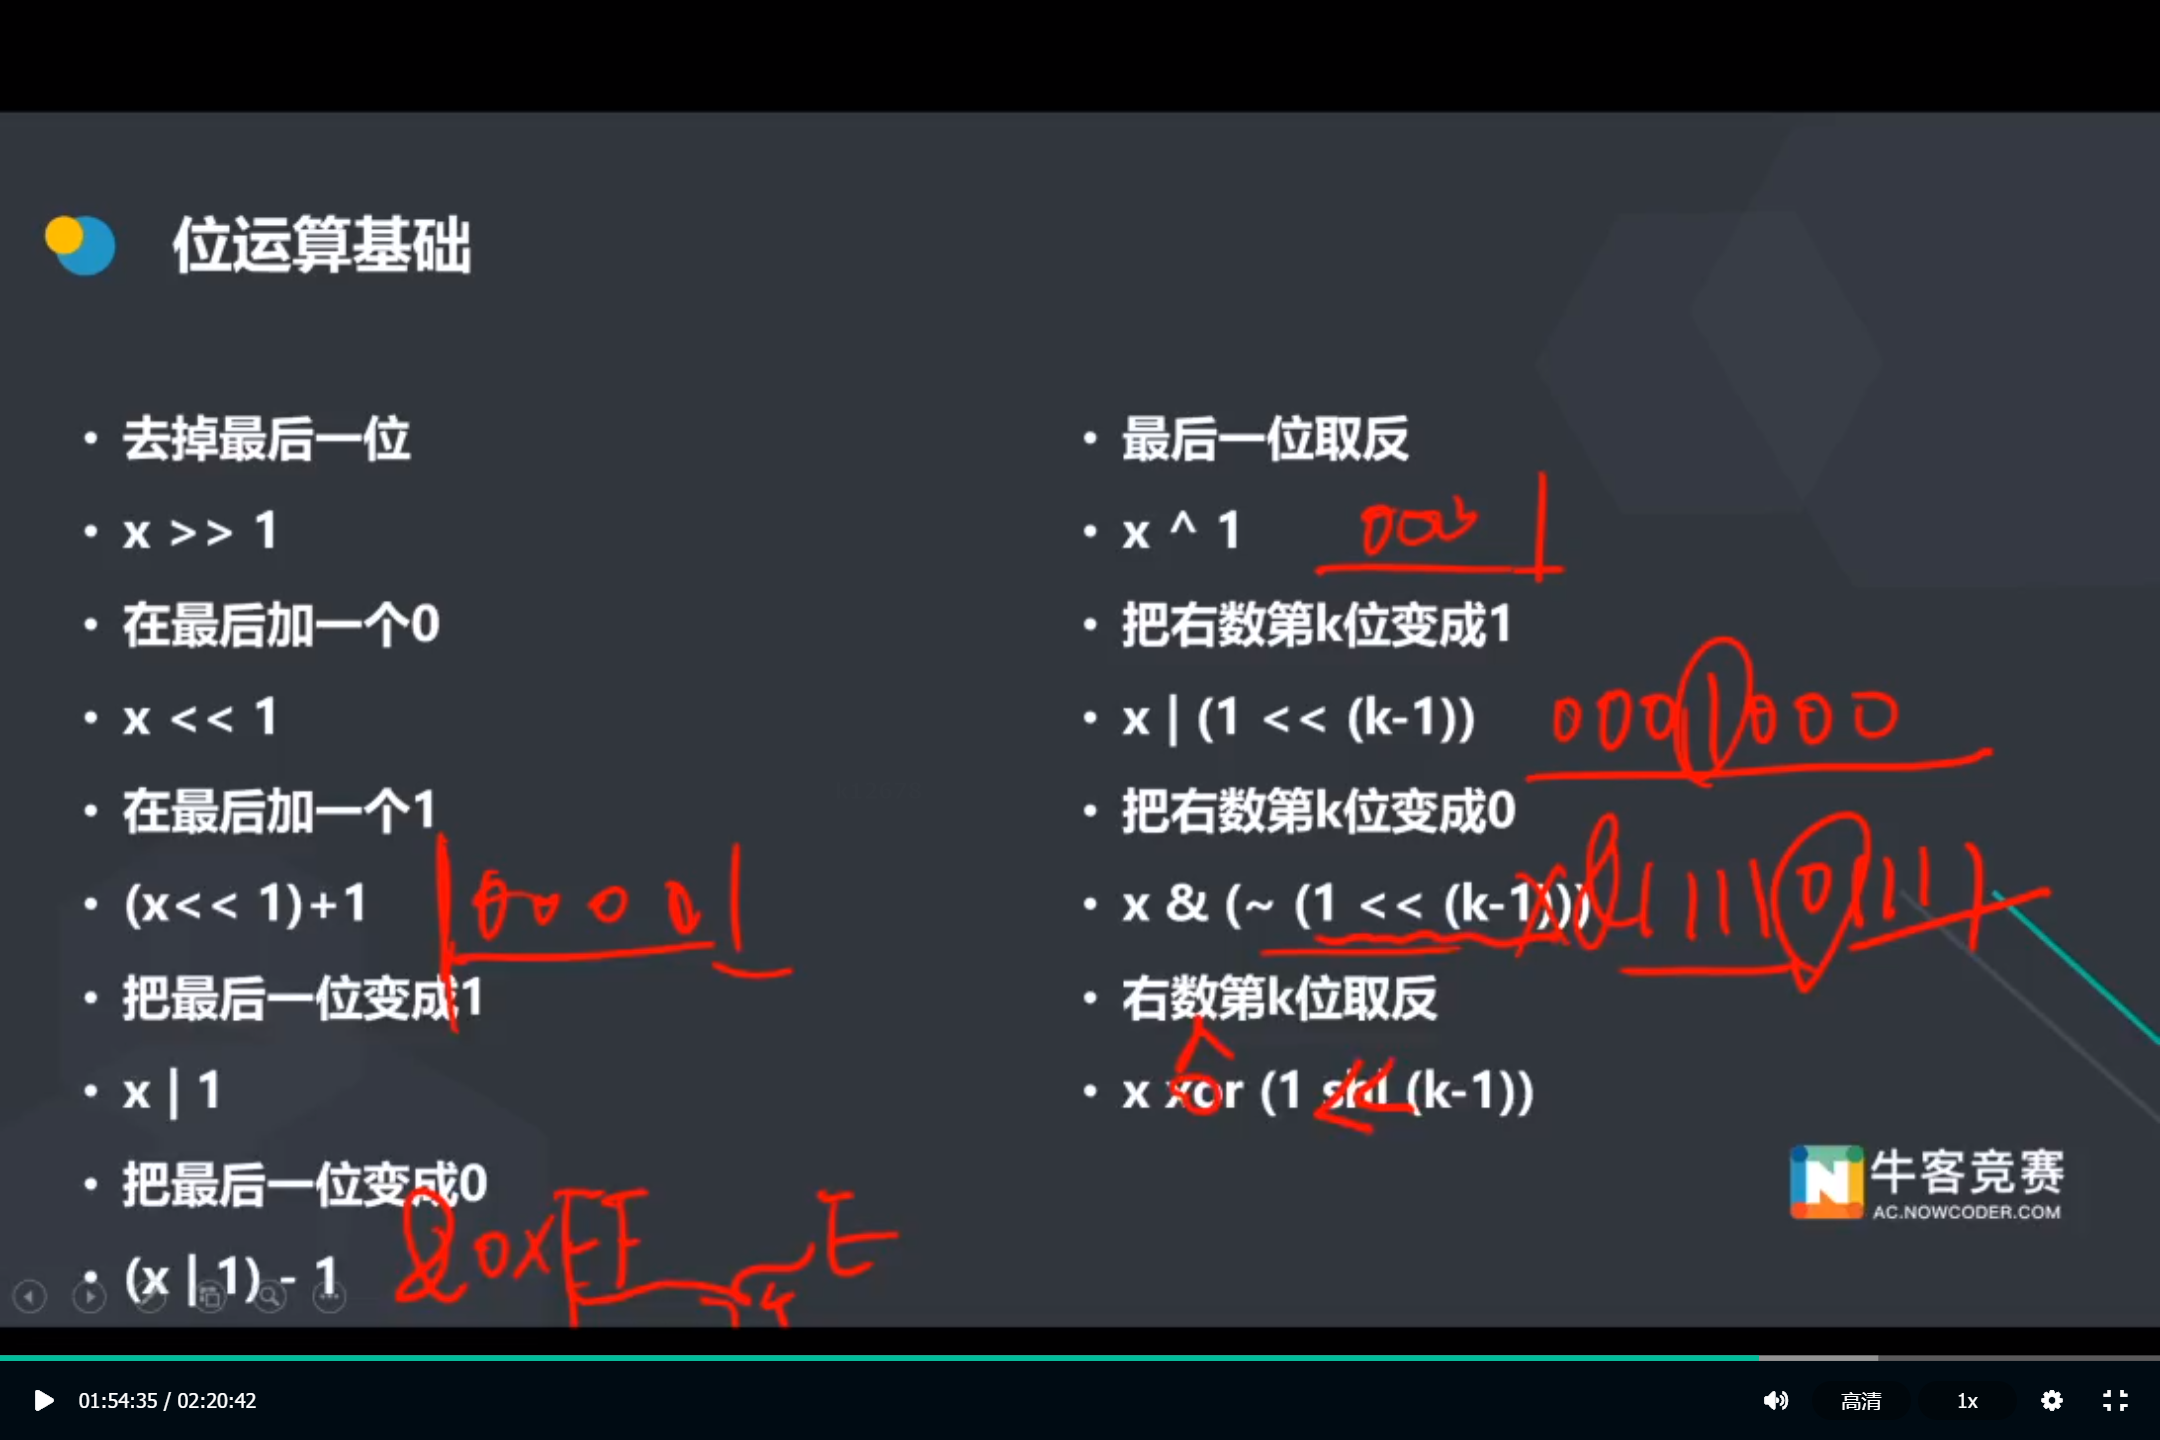 位运算基础
• 去掉最后一位
• x >> 1
• 在最后加一个0
• x << 1
• 在最后加一个1
• (x<< 1)+1
• 把最后一位变成1
• x | 1
• 把最后一位变成0
• (x | 1) - 1
• 最后一位取反
• x ^ 1
000 1
• 把右数第k位变成1
• x | (1 << (k-1))
0001000
• 把右数第k位变成0
• x & (~ (1 << (k-1)))
• 右数第k位取反
• x xor (1 shl (k-1))
<<
牛客竞赛
AC.NOWCODER.COM
01:54:35 / 02:20:42
高清
1x